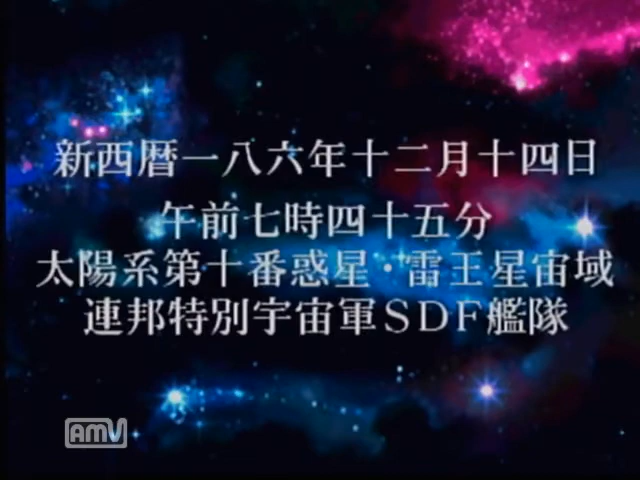 新西暦一八六年十二月十四日
午前七時四十五分
太陽系第十番惑星・雷王星宙域
連邦特別宇宙軍SDF艦隊
AMV